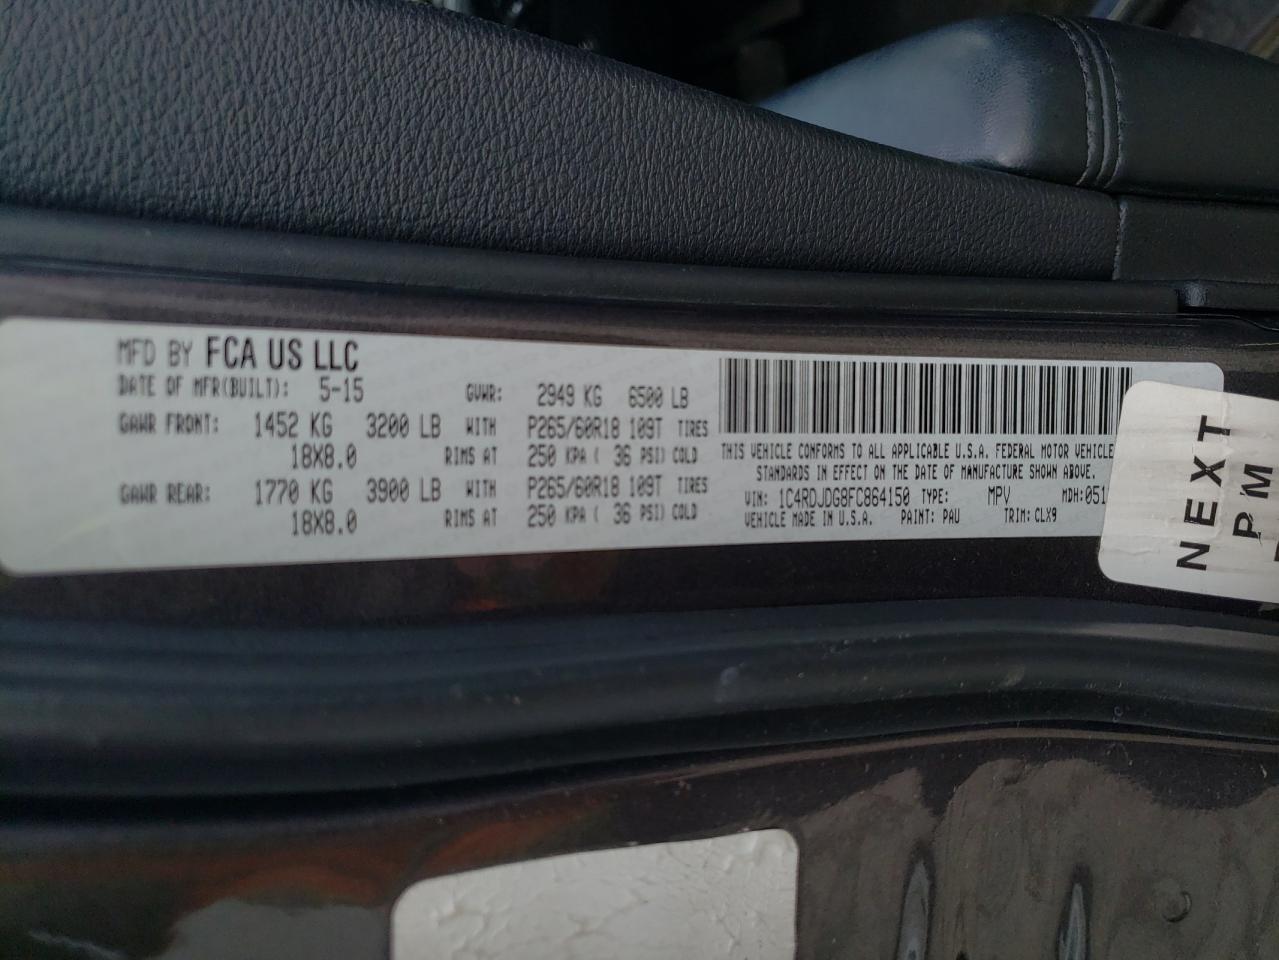 MFD BY FCA US LLC
DATE OF MFR(BUILT): 5-15 GVWR: 2949 KG 6500 LB
GAWR FRONT: 1452 KG 3200 LB WITH P265/60R18 109T TIRES
18X8.0 RIMS AT 250 KPA ( 36 PSI) COLD
GAWR REAR: 1770 KG 3900 LB WITH P265/60R18 109T TIRES
18X8.0 RIMS AT 250 KPA ( 36 PSI) COLD
THIS VEHICLE CONFORMS TO ALL APPLICABLE U.S.A. FEDERAL MOTOR VEHICLE
STANDARDS IN EFFECT ON THE DATE OF MANUFACTURE SHOWN ABOVE.
VIN: 1C4RDJDG8FC864150 TYPE: MPV MDH:051
VEHICLE MADE IN U.S.A. PAINT: PAU TRIM: CLX9
NEXT
PM